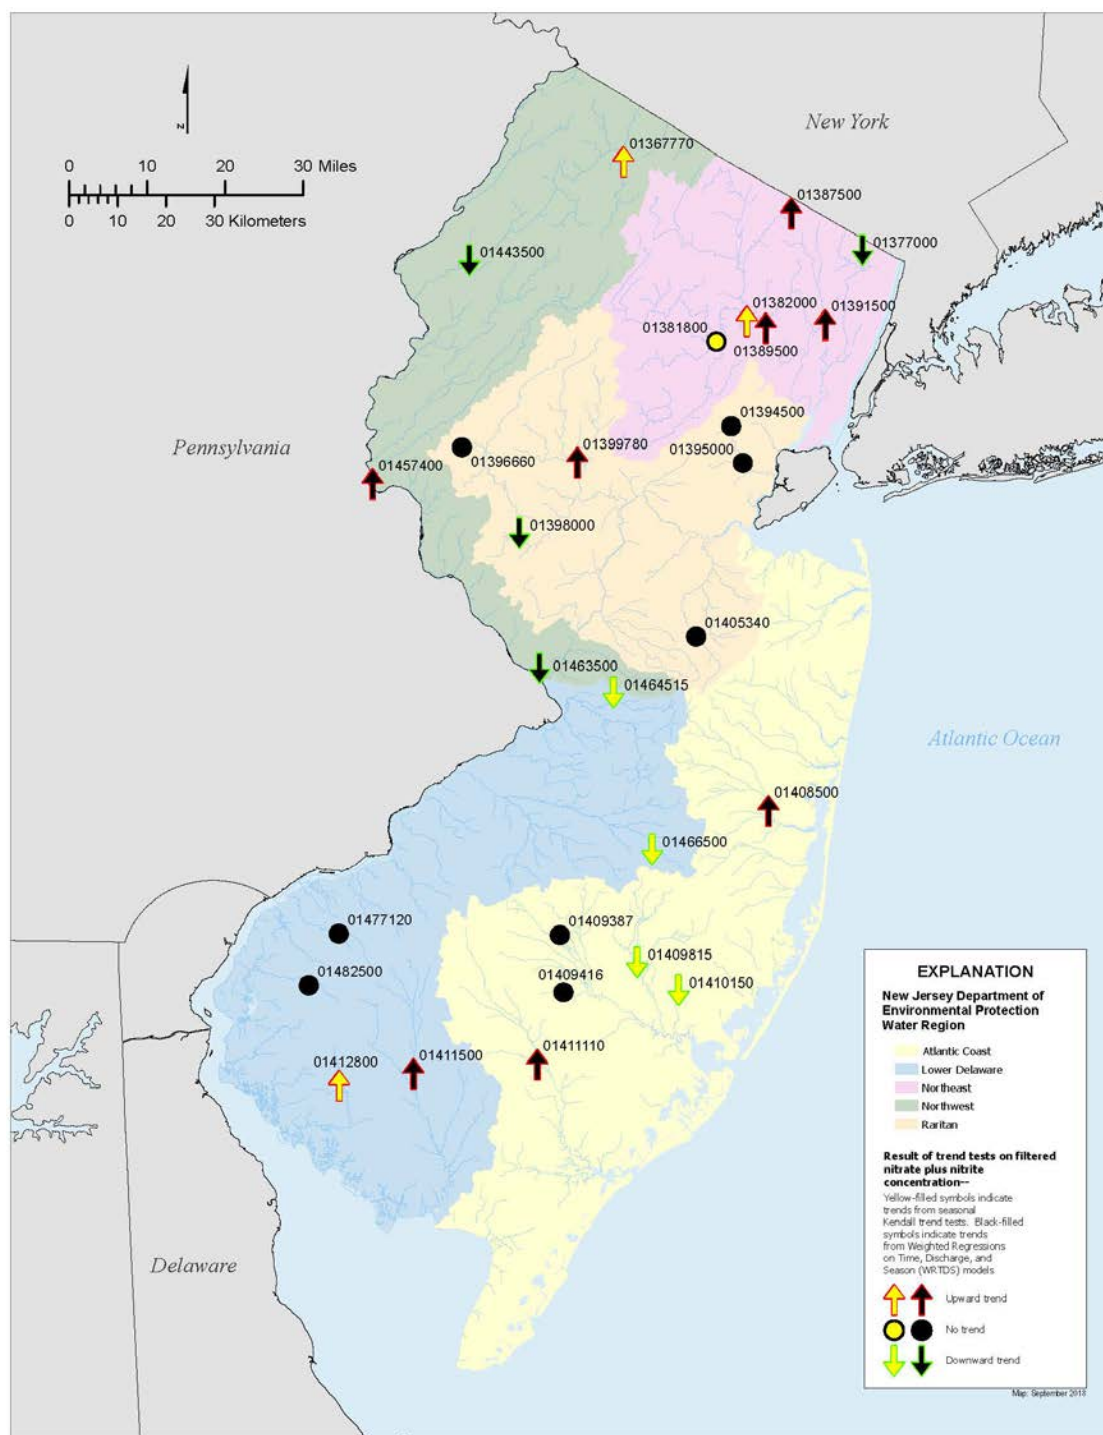 New York
N
0 10 20 30 Miles
0 10 20 30 Kilometers
01367770
01387500
01377000
01443500
01382000
01391500
01381800
01389500
01394500
01399780
01395000
Pennsylvania
01457400
01396660
01398000
01405340
01463500
01464515
Atlantic Ocean
01408500
01466500
01477120
01409387
01409815
01482500
01409416
01410150
01412800
01411500
01411110
Delaware
EXPLANATION
New Jersey Department of
Environmental Protection
Water Region
Atlantic Coast
Lower Delaware
Northeast
Northwest
Raritan
Result of trend tests on filtered
nitrate plus nitrite
concentration--
Yellow-filled symbols indicate
trends from seasonal
Kendall trend tests. Black-filled
symbols indicate trends
from Weighted Regressions
on Time, Discharge, and
Season (WRTDS) models
Upward trend
No trend
Downward trend
Map: September 2018